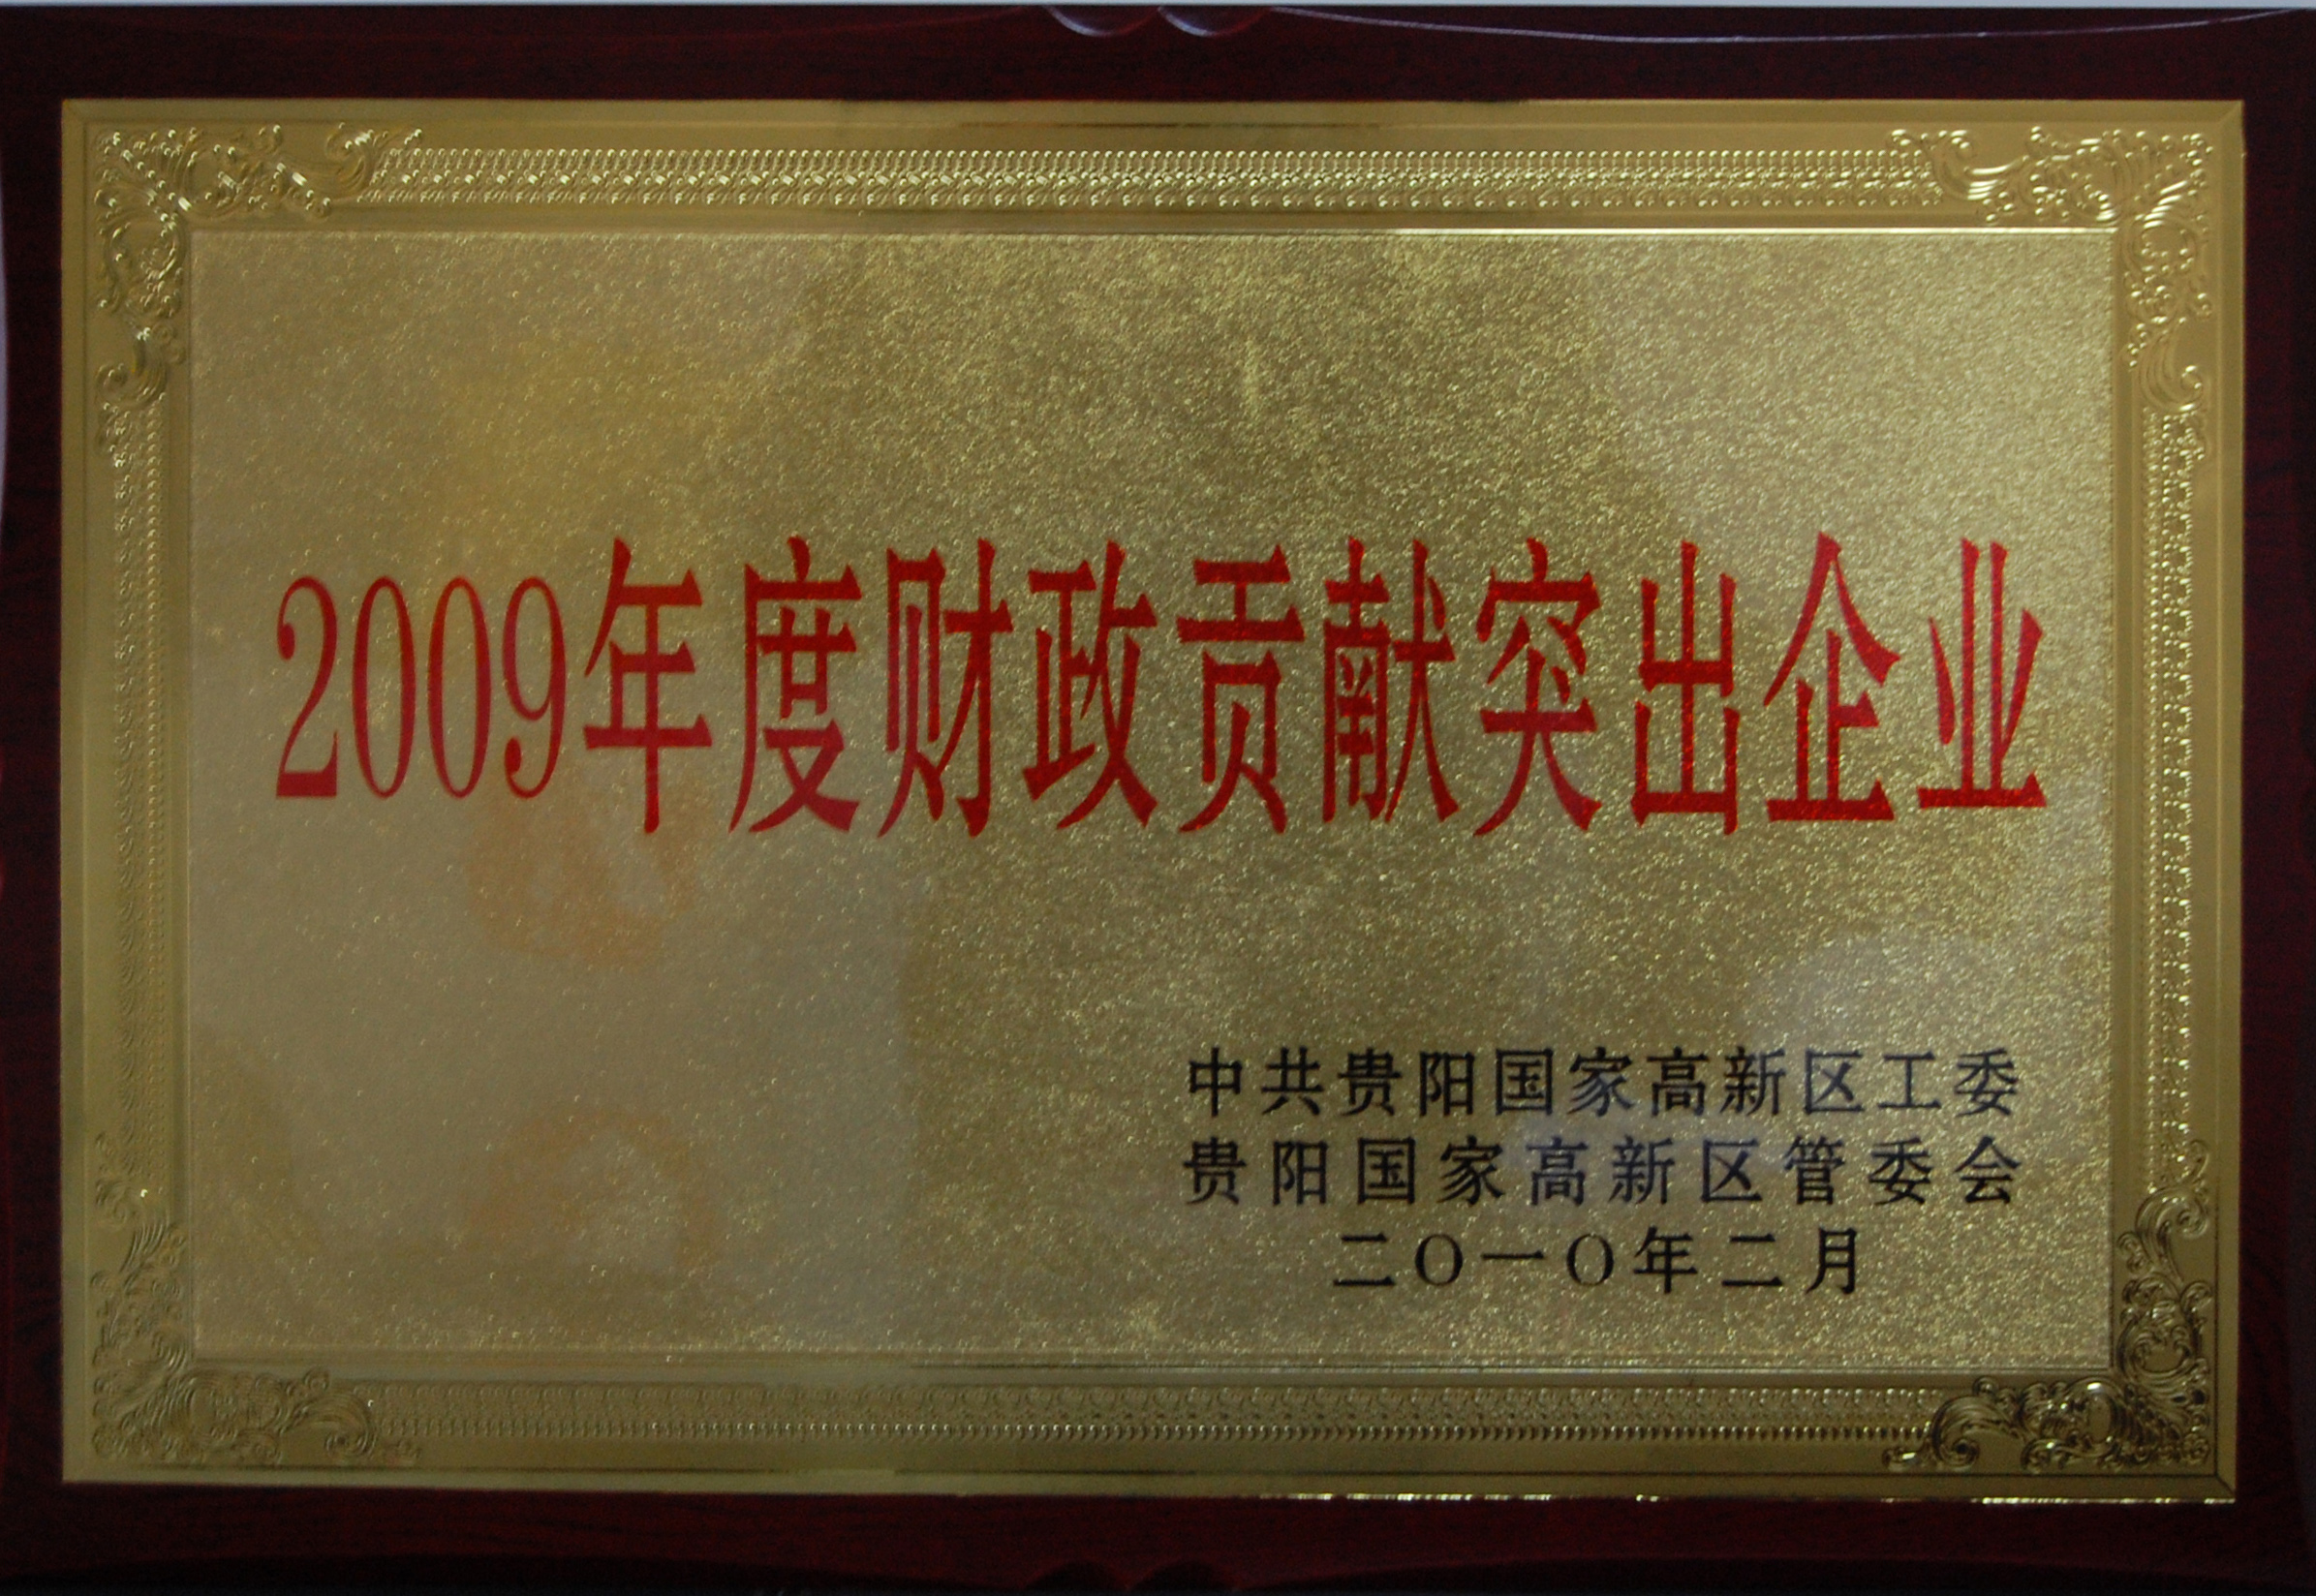 2009年度财政贡献突出企业
中共贵阳国家高新区工委
贵阳国家高新区管委会
二〇一〇年二月